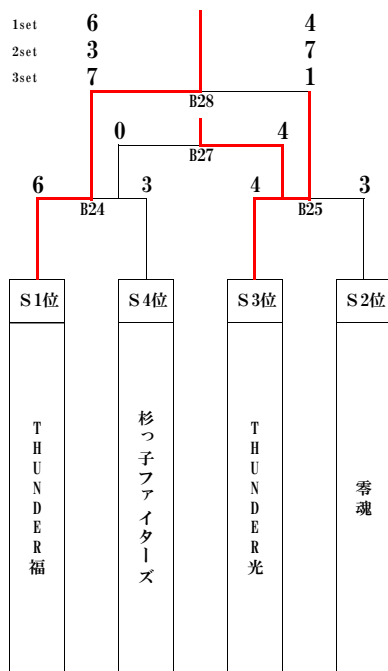 1set 6 4
2set 3 7
3set 7 1
B28
0 4
B27
6 3 4 3
B24 B25
S1位 S4位 S3位 S2位
THUNDER福
杉っ子ファイターズ
THUNDER光
零魂